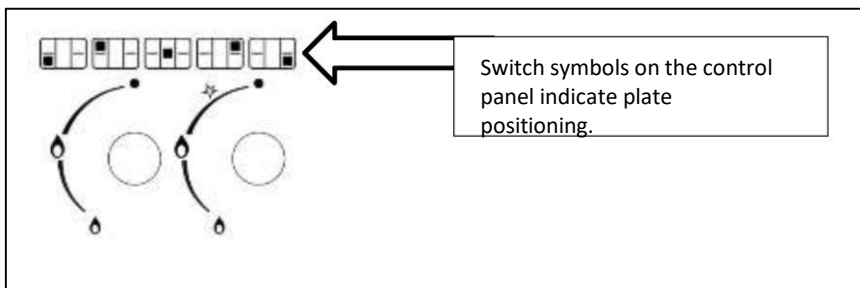 Switch symbols on the control
panel indicate plate
positioning.